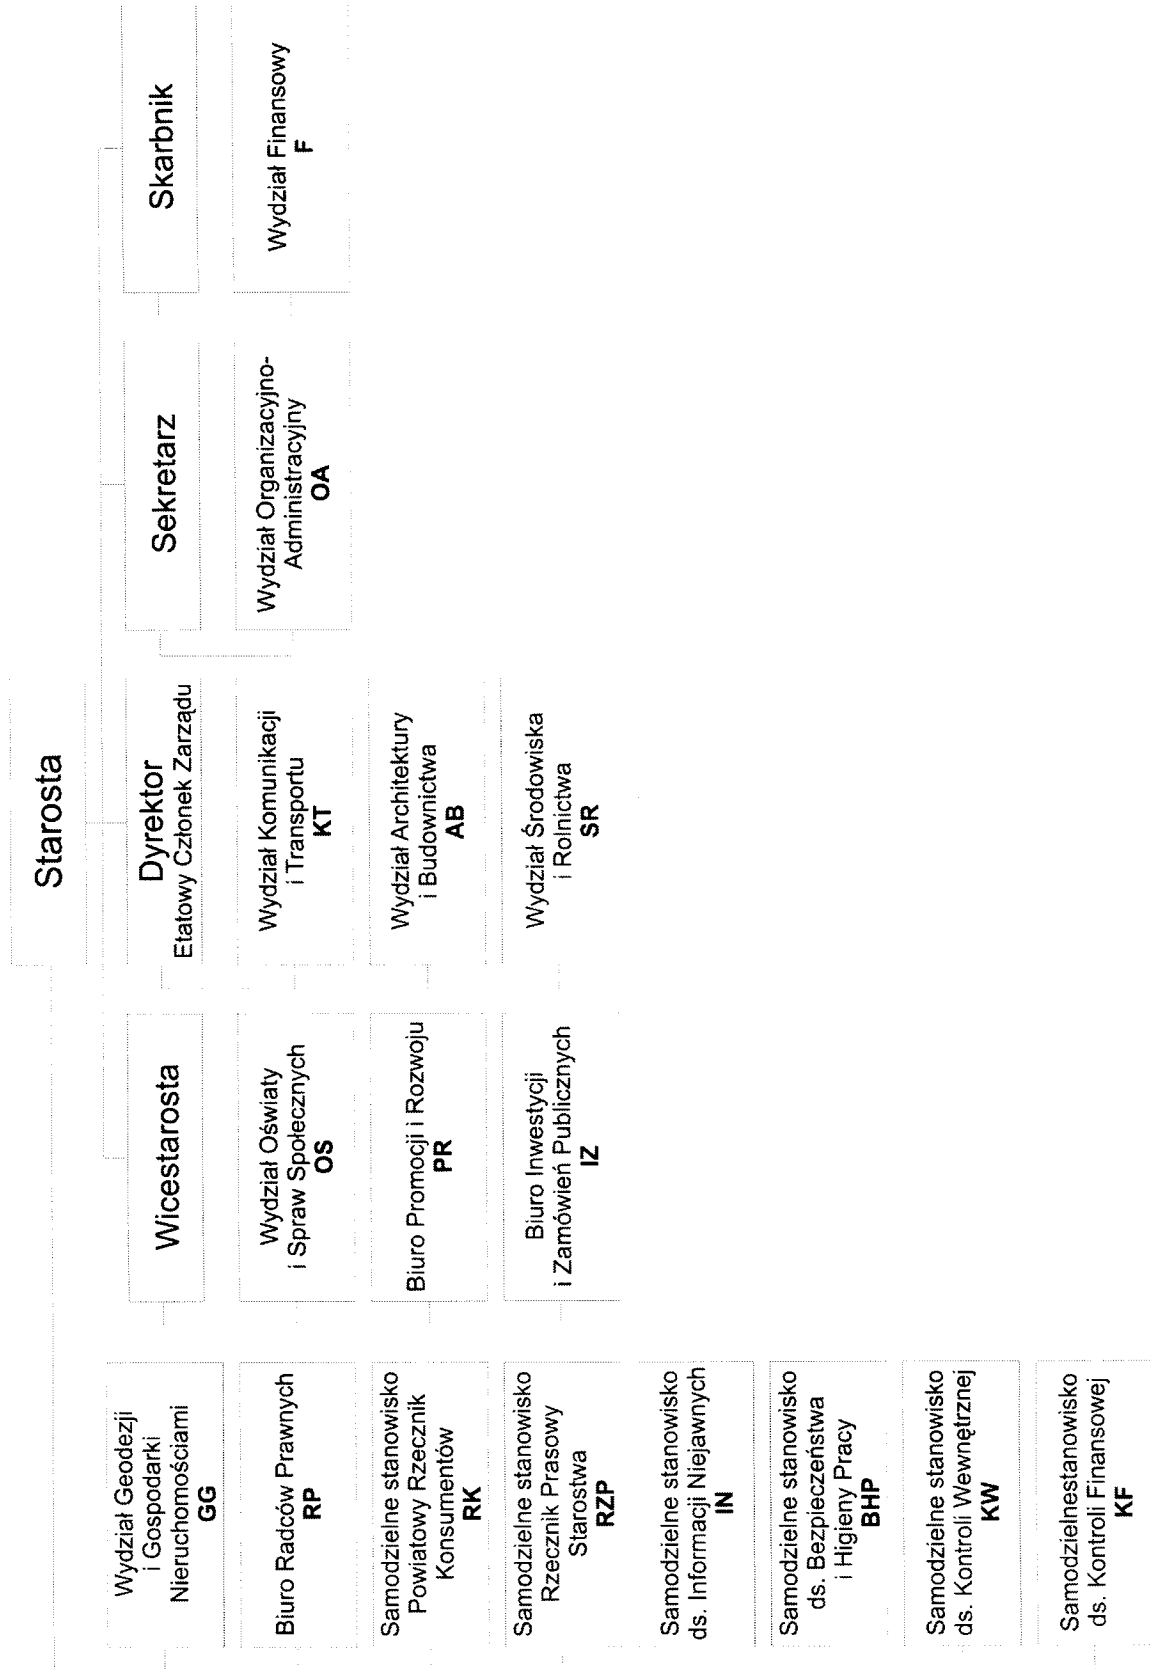 Starosta
Wicestarosta
Dyrektor
Etatowy Członek Zarządu
Sekretarz
Skarbnik
Wydział Geodezji
i Gospodarki
Nieruchomościami
GG
Biuro Radców Prawnych
RP
Samodzielne stanowisko
Powiatowy Rzecznik
Konsumentów
RK
Samodzielne stanowisko
Rzecznik Prasowy
Starostwa
RZP
Samodzielne stanowisko
ds. Informacji Niejawnych
IN
Samodzielne stanowisko
ds. Bezpieczeństwa
i Higieny Pracy
BHP
Samodzielne stanowisko
ds. Kontroli Wewnętrznej
KW
Samodzielnestanowisko
ds. Kontroli Finansowej
KF
Wydział Oświaty
i Spraw Społecznych
OS
Biuro Promocji i Rozwoju
PR
Biuro Inwestycji
i Zamówień Publicznych
IZ
Wydział Komunikacji
i Transportu
KT
Wydział Architektury
i Budownictwa
AB
Wydział Środowiska
i Rolnictwa
SR
Wydział Organizacyjno-
Administracyjny
OA
Wydział Finansowy
F